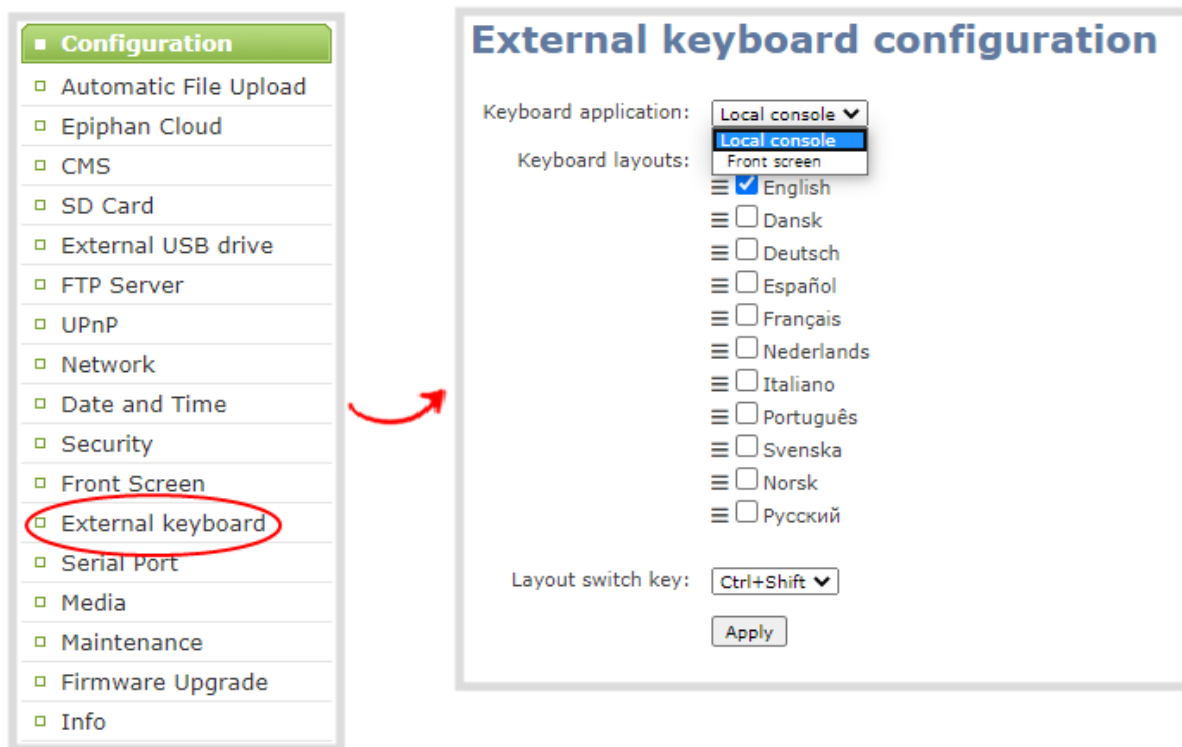 Configuration
Automatic File Upload
Epiphan Cloud
CMS
SD Card
External USB drive
FTP Server
UPnP
Network
Date and Time
Security
Front Screen
External keyboard
Serial Port
Media
Maintenance
Firmware Upgrade
Info
External keyboard configuration
Keyboard application: Local console
Local console
Front screen
Keyboard layouts:
English
Dansk
Deutsch
Español
Français
Nederlands
Italiano
Português
Svenska
Norsk
Русский
Layout switch key: Ctrl+Shift
Apply